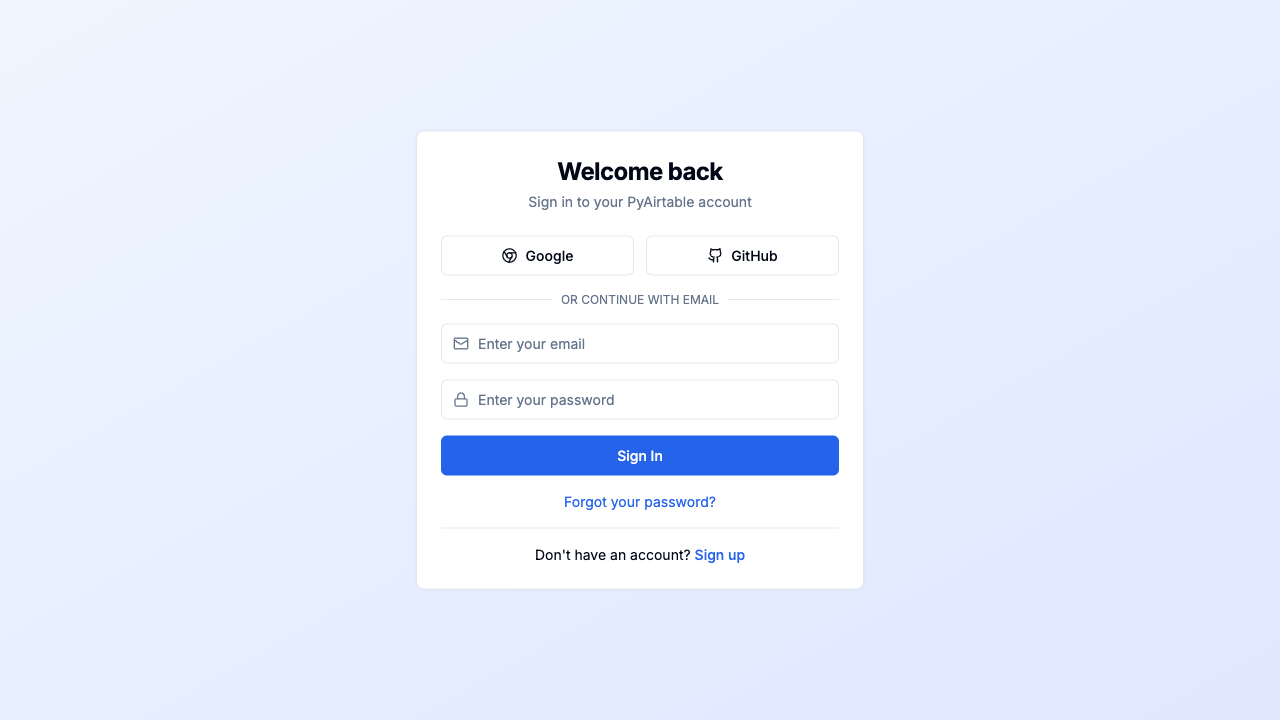 Welcome back
Sign in to your PyAirtable account
Google
GitHub
OR CONTINUE WITH EMAIL
Enter your email
Enter your password
Sign In
Forgot your password?
Don't have an account? Sign up